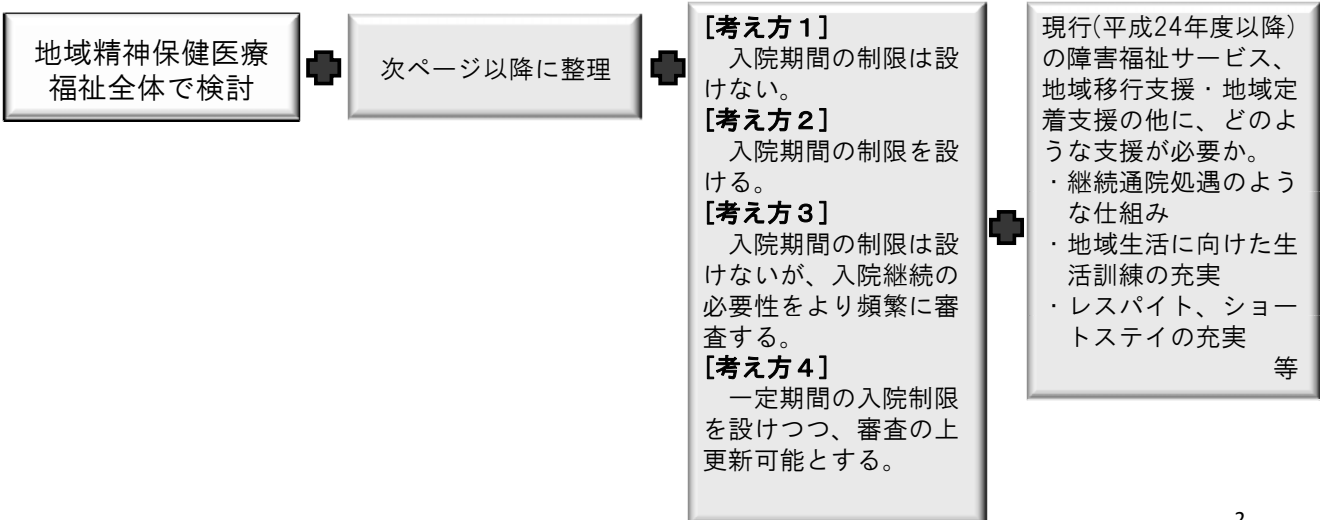 地域精神保健医療
福祉全体で検討
次ページ以降に整理
[考え方１]
　入院期間の制限は設
けない。
[考え方２]
　入院期間の制限を設
ける。
[考え方３]
　入院期間の制限は設
けないが、入院継続の
必要性をより頻繁に審
査する。
[考え方４]
　一定期間の入院制限
を設けつつ、審査の上
更新可能とする。
現行(平成24年度以降)
の障害福祉サービス、
地域移行支援・地域定
着支援の他に、どのよ
うな支援が必要か。
・継続通院処遇のよう
な仕組み
・地域生活に向けた生
活訓練の充実
・レスパイト、ショー
トステイの充実
等
2